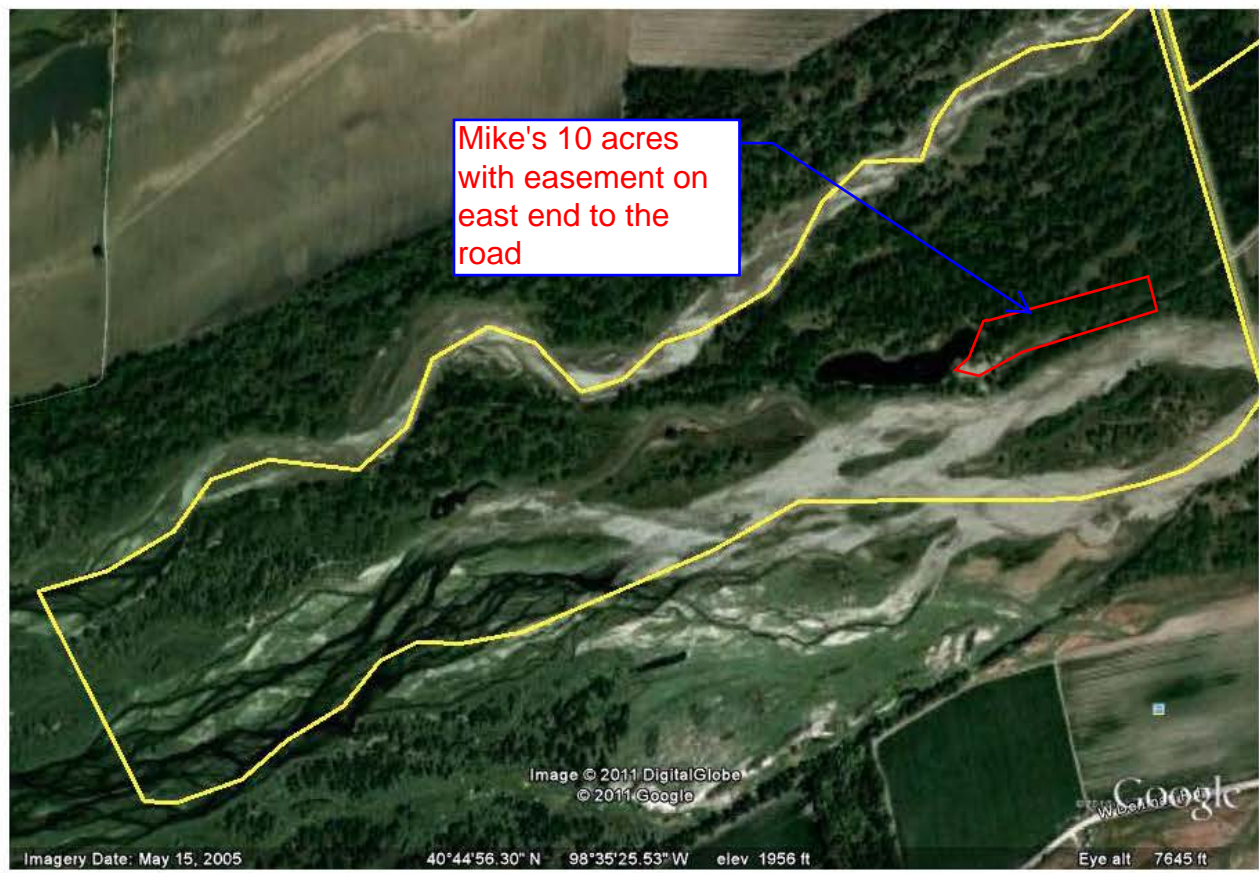 Mike's 10 acres
with easement on
east end to the
road
Image © 2011 DigitalGlobe
© 2011 Google
Google
Imagery Date: May 15, 2005 40°44'56.30" N 98°35'25.53" W elev 1956 ft Eye alt 7645 ft